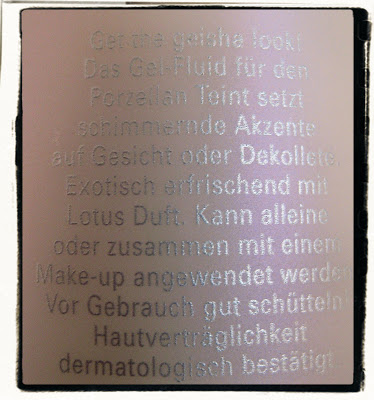 Get the geisha look!
Das Gel-Fluid für den
Porzellan Teint setzt
schimmernde Akzente
auf Gesicht oder Dekolleté.
Exotisch erfrischend mit
Lotus Duft. Kann alleine
oder zusammen mit einem
Make-up angewendet werden
Vor Gebrauch gut schütteln.
Hautverträglichkeit
dermatologisch bestätigt.